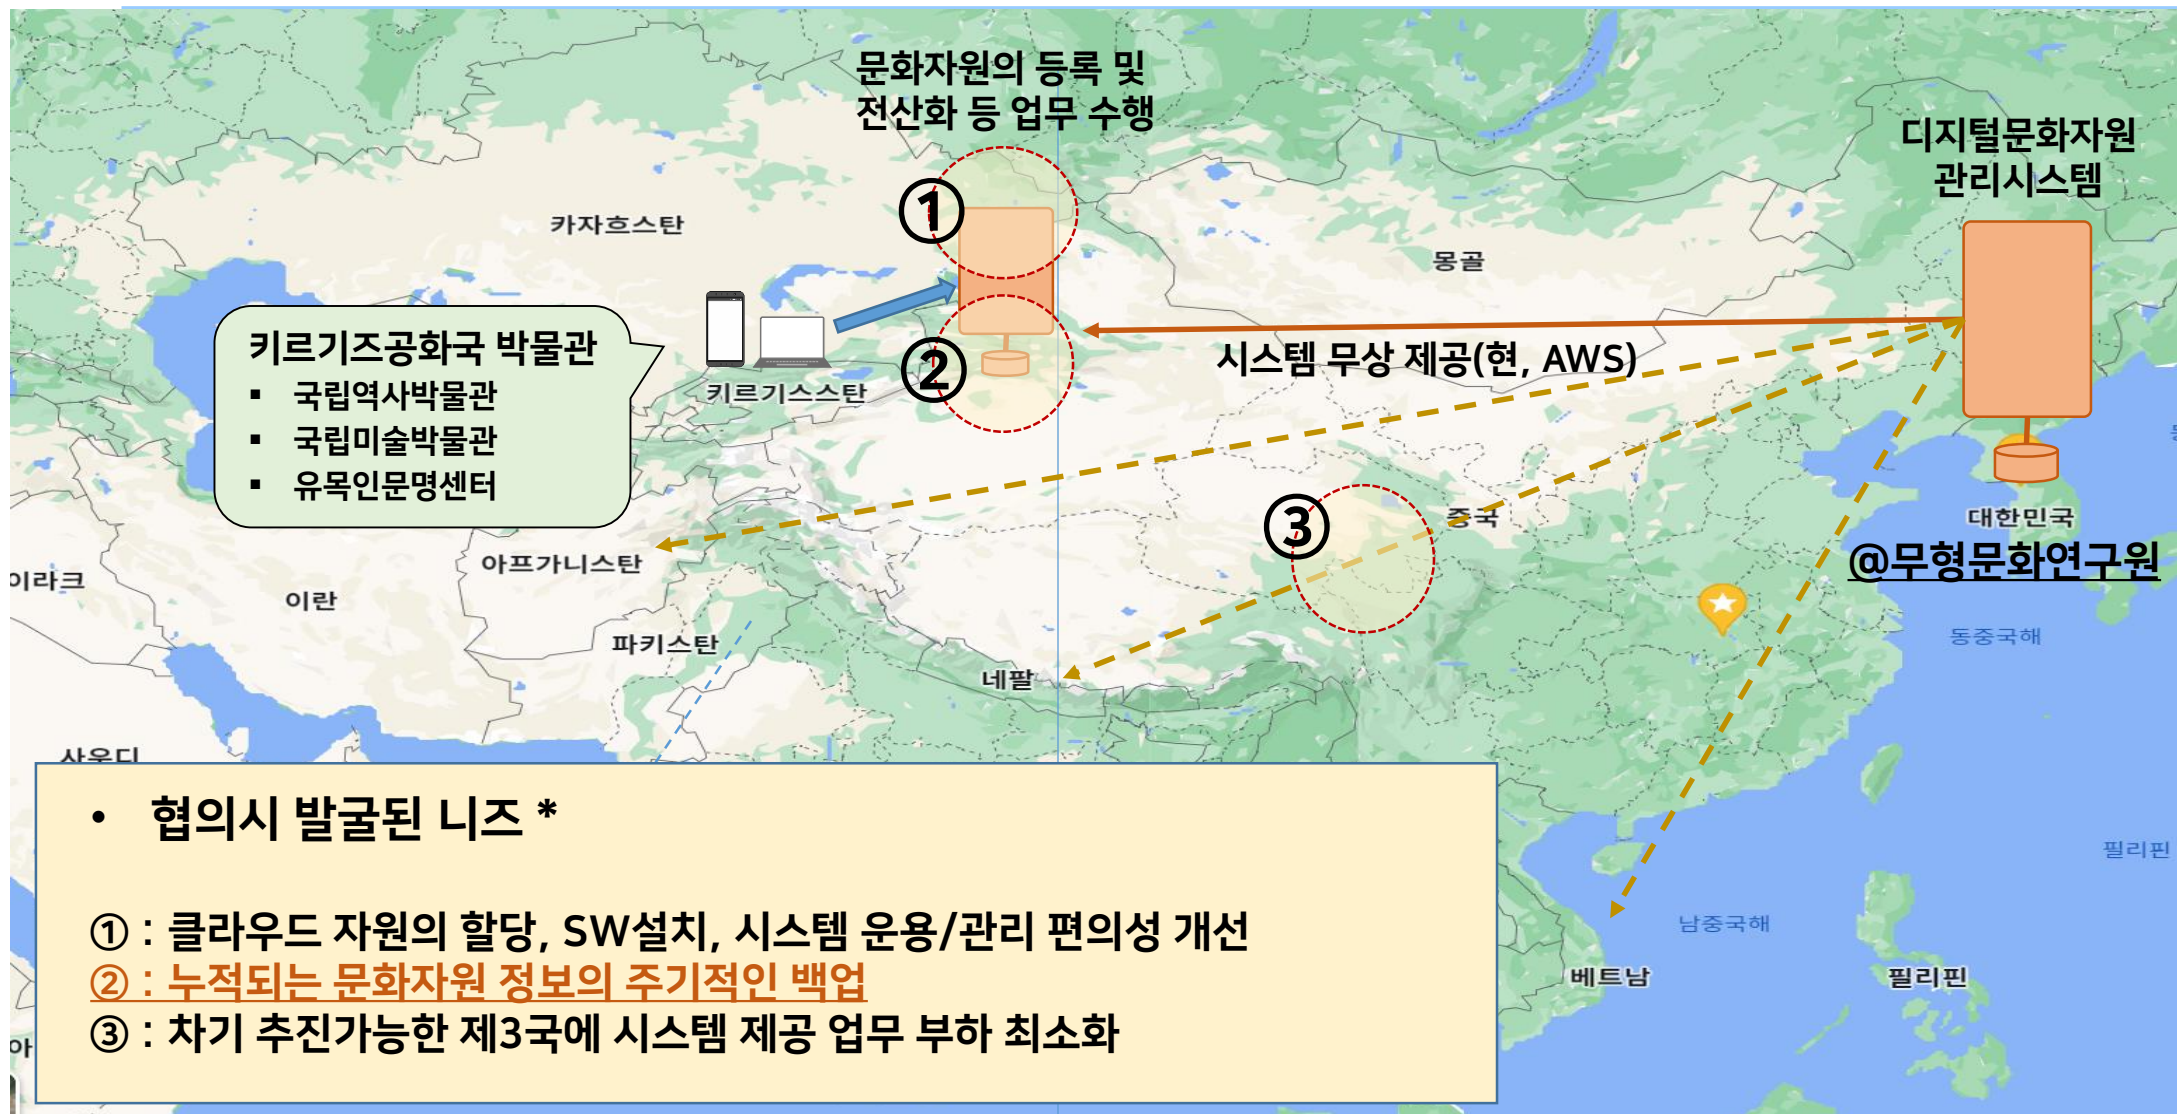 문화자원의 등록 및
전산화 등 업무 수행
디지털문화자원
관리시스템
①
카자흐스탄
몽골
키르기즈공화국 박물관
▪ 국립역사박물관
▪ 국립미술박물관
▪ 유목인문명센터
②
시스템 무상 제공(현, AWS)
키르기스스탄
③
중국
대한민국
@무형문화연구원
아프가니스탄
이라크
이란
파키스탄
동중국해
네팔
사우디
• 협의시 발굴된 니즈 *
필리핀
① : 클라우드 자원의 할당, SW설치, 시스템 운용/관리 편의성 개선
남중국해
② : 누적되는 문화자원 정보의 주기적인 백업
베트남
필리핀
③ : 차기 추진가능한 제3국에 시스템 제공 업무 부하 최소화